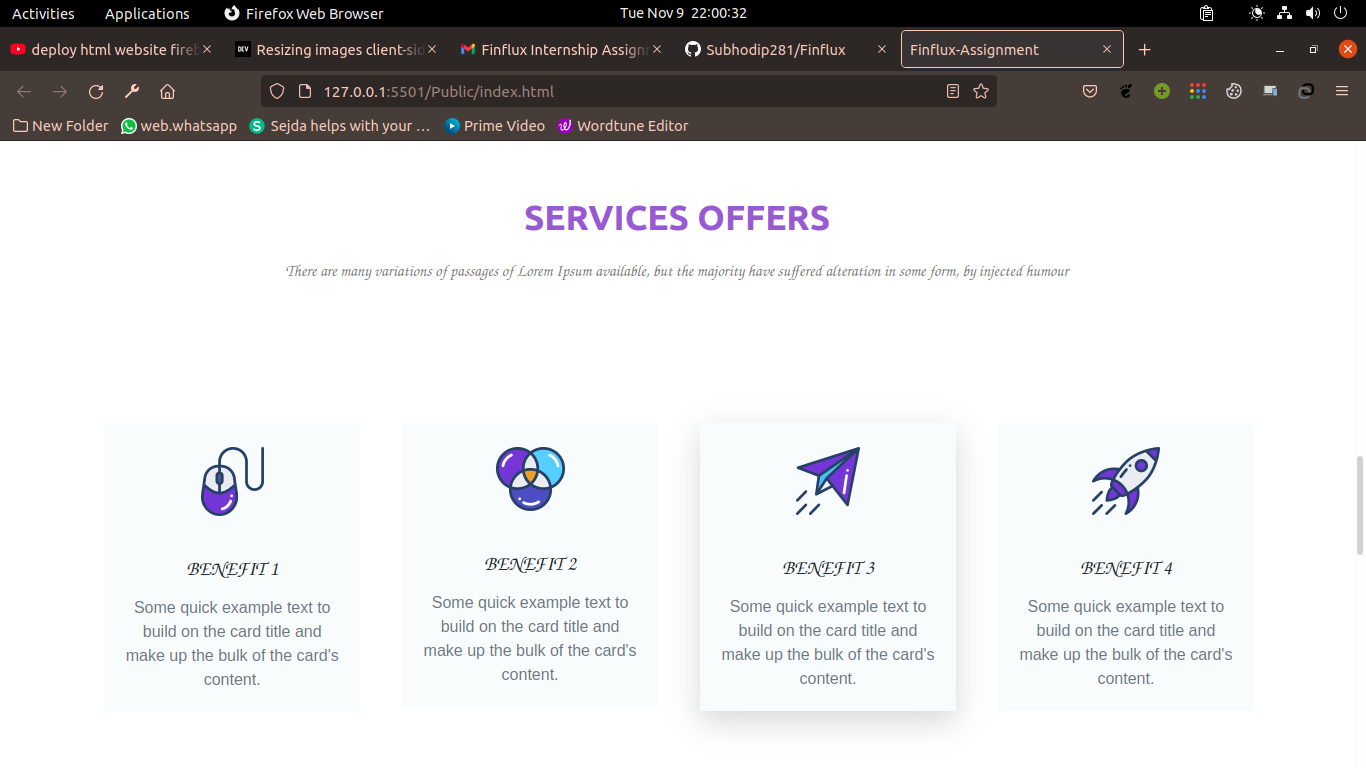 Activities Applications Firefox Web Browser Tue Nov 9 22:00:32
deploy html website fireb Resizing images client-sid Finflux Internship Assignm Subhodip281/Finflux Finflux-Assignment
127.0.0.1:5501/Public/index.html
New Folder web.whatsapp Sejda helps with your ... Prime Video Wordtune Editor
SERVICES OFFERS
There are many variations of passages of Lorem Ipsum available, but the majority have suffered alteration in some form, by injected humour
BENEFIT 1
Some quick example text to
build on the card title and
make up the bulk of the card's
content.
BENEFIT 2
Some quick example text to
build on the card title and
make up the bulk of the card's
content.
BENEFIT 3
Some quick example text to
build on the card title and
make up the bulk of the card's
content.
BENEFIT 4
Some quick example text to
build on the card title and
make up the bulk of the card's
content.